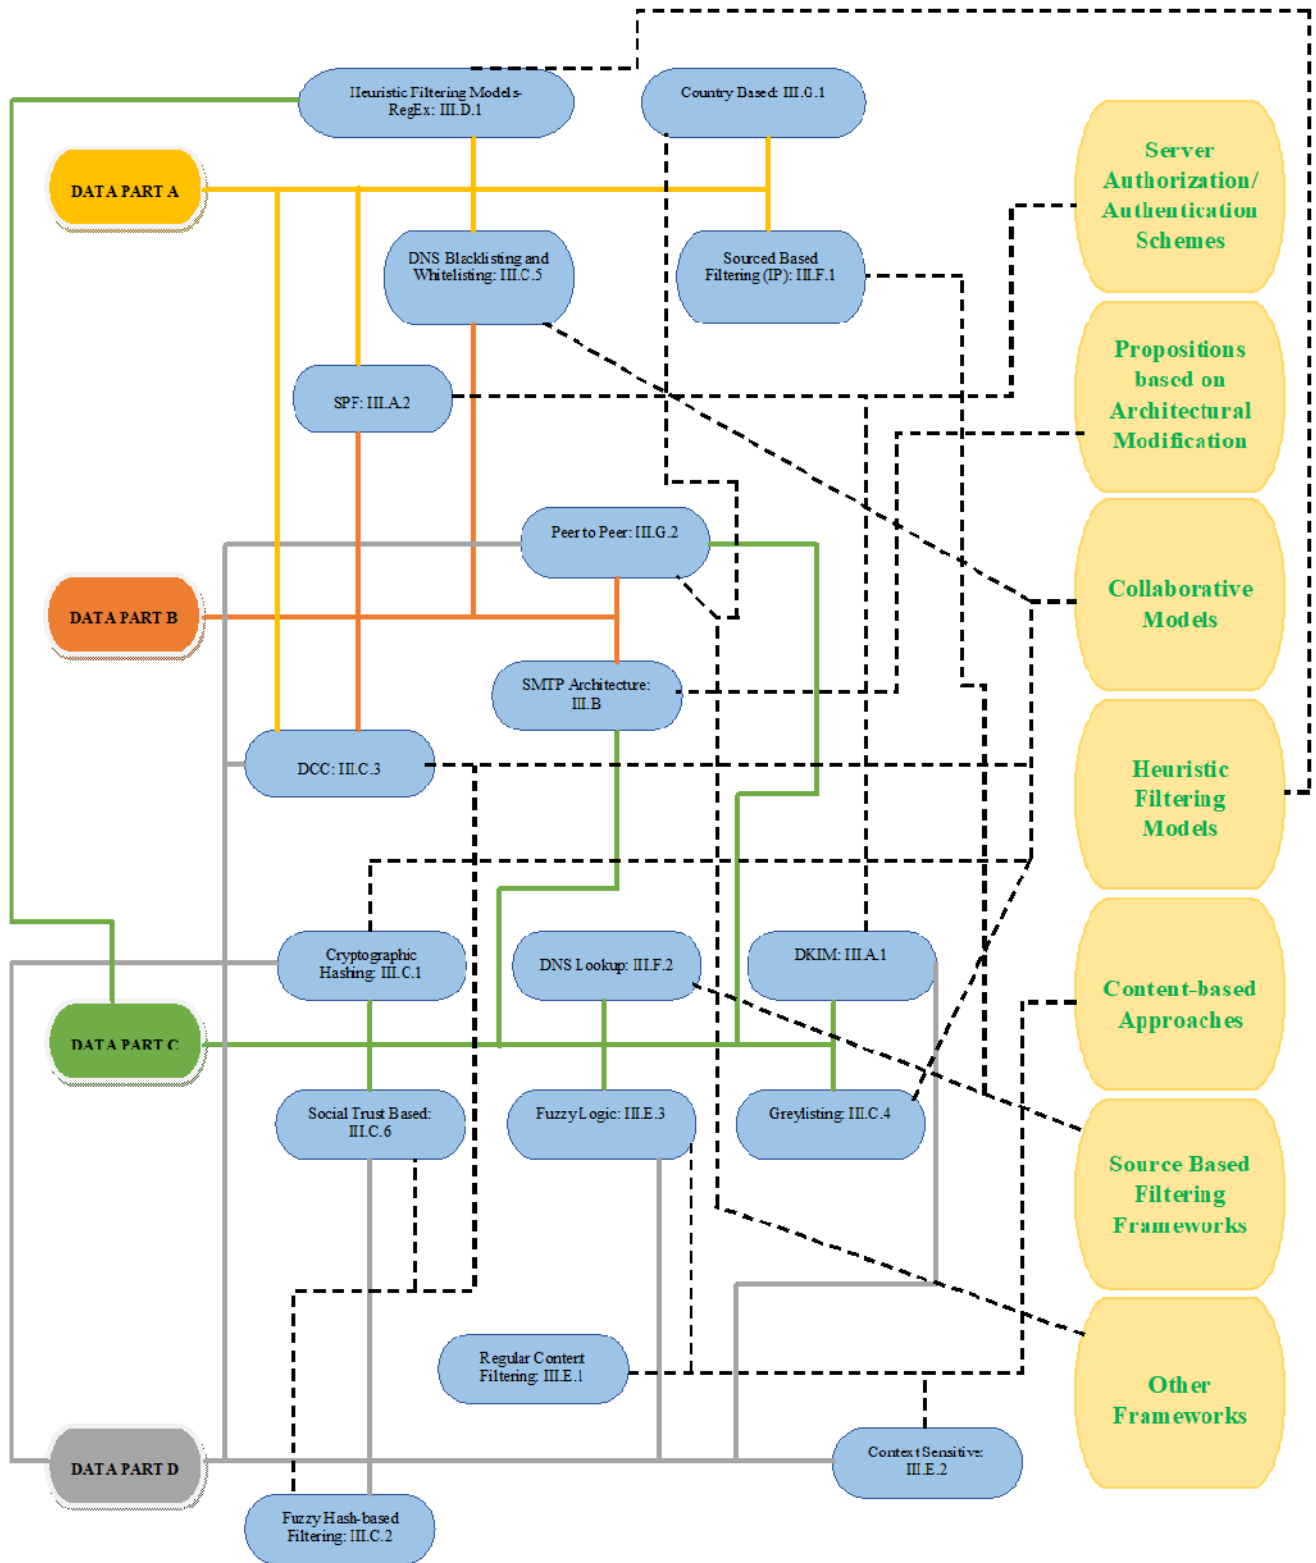 Heuristic Filtering Models-
RegEx: III.D.1
Country Based: III.G.1
Server
Authorization/
Authentication
Schemes
DATA PART A
DNS Blacklisting and
Whitelisting: III.C.5
Sourced Based
Filtering (IP): III.F.1
Propositions
based on
Architectural
Modification
SPF: III.A.2
Peer to Peer: III.G.2
Collaborative
Models
DATA PART B
SMTP Architecture:
III.B
DCC: III.C.3
Heuristic
Filtering
Models
Cryptographic
Hashing: III.C.1
DNS Lookup: III.F.2
DKIM: III.A.1
Content-based
Approaches
DATA PART C
Social Trust Based:
III.C.6
Fuzzy Logic: III.E.3
Greylisting: III.C.4
Source Based
Filtering
Frameworks
Regular Content
Filtering: III.E.1
Other
Frameworks
DATA PART D
Context Sensitive:
III.E.2
Fuzzy Hash-based
Filtering: III.C.2